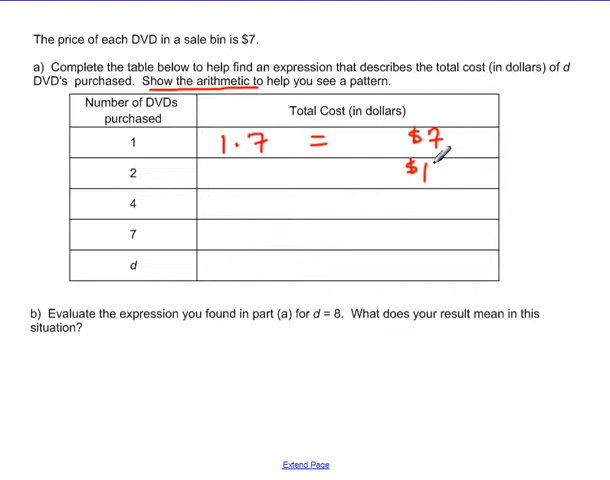 The price of each DVD in a sale bin is $7.
a) Complete the table below to help find an expression that describes the total cost (in dollars) of d
DVD's purchased. Show the arithmetic to help you see a pattern.
Number of DVDs
purchased
Total Cost (in dollars)
1 1 · 7 = $7
2 $1
4
7
d
b) Evaluate the expression you found in part (a) for d = 8. What does your result mean in this
situation?
Extend Page